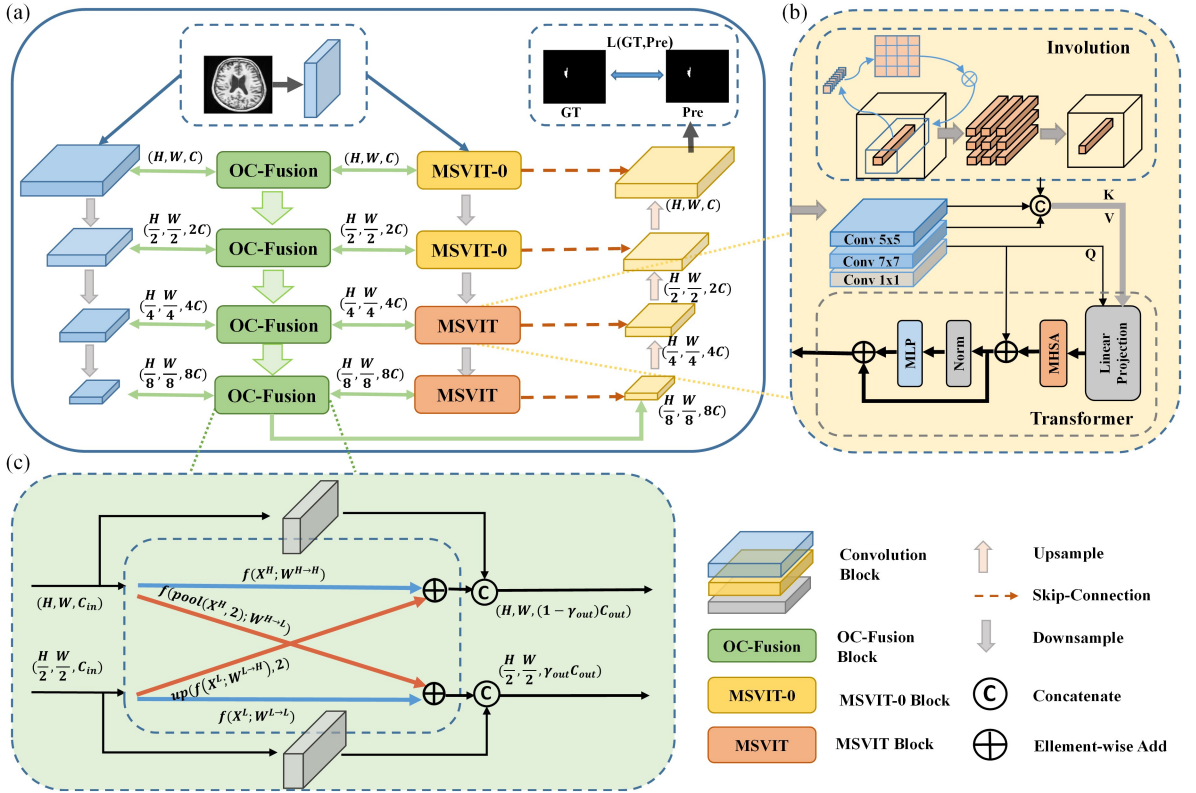 (a)
L(GT,Pre)
GT
Pre
(H, W, C)
OC-Fusion
(H, W, C)
MSVIT-0
(H, W, C)
(H/2, W/2, 2C)
OC-Fusion
(H/2, W/2, 2C)
MSVIT-0
(H/2, W/2, 2C)
(H/4, W/4, 4C)
OC-Fusion
(H/4, W/4, 4C)
MSVIT
(H/4, W/4, 4C)
(H/8, W/8, 8C)
OC-Fusion
(H/8, W/8, 8C)
MSVIT
(H/8, W/8, 8C)
(b)
Involution
C
K
V
Conv 5x5
Conv 7x7
Conv 1x1
Q
MLP
Norm
MHSA
Linear
Projection
Transformer
(c)
(H, W, C_in)
f(X^H; W^{H→H})
f(pool(X^H, 2); W^{H→L})
C
(H, W, (1 − γ_out)C_out)
(H/2, W/2, C_in)
up(f(X^L; W^{L→H}), 2)
f(X^L; W^{L→L})
C
(H/2, W/2, γ_out C_out)
Convolution
Block
Upsample
Skip-Connection
OC-Fusion
OC-Fusion
Block
Downsample
MSVIT-0
MSVIT-0 Block
C
Concatenate
MSVIT
MSVIT Block
Ellement-wise Add